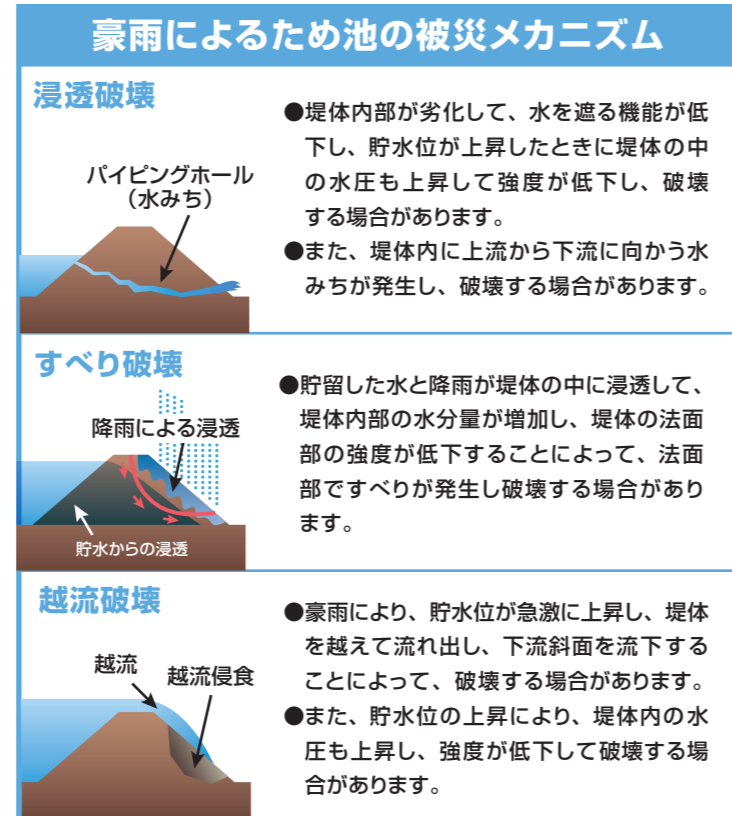 豪雨によるため池の被災メカニズム
浸透破壊
パイピングホール
（水みち）
●堤体内部が劣化して、水を遮る機能が低
下し、貯水位が上昇したときに堤体の中
の水圧も上昇して強度が低下し、破壊
する場合があります。
●また、堤体内に上流から下流に向かう水
みちが発生し、破壊する場合があります。
すべり破壊
降雨による浸透
貯水からの浸透
●貯留した水と降雨が堤体の中に浸透して、
堤体内部の水分量が増加し、堤体の法面
部の強度が低下することによって、法面
部ですべりが発生し破壊する場合があり
ます。
越流破壊
越流
越流侵食
●豪雨により、貯水位が急激に上昇し、堤体
を越えて流れ出し、下流斜面を流下する
ことによって、破壊する場合があります。
●また、貯水位の上昇により、堤体内の水
圧も上昇し、強度が低下して破壊する場
合があります。